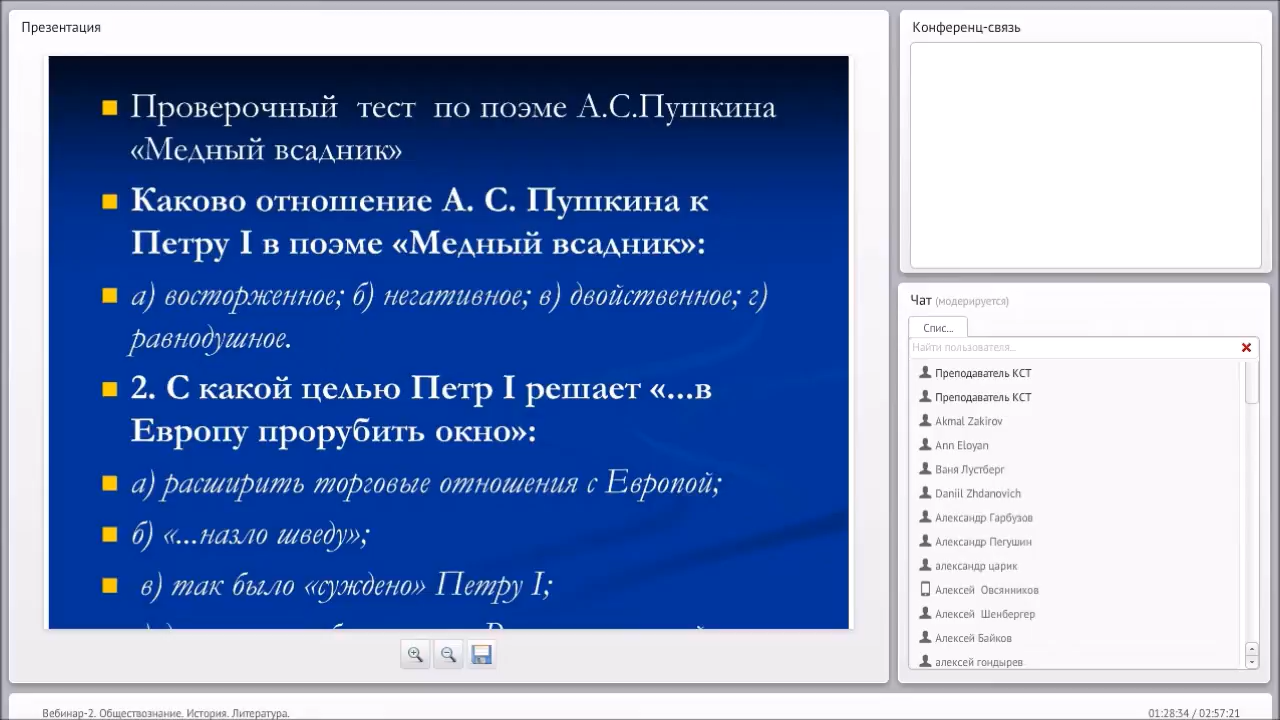 Презентация
Проверочный тест по поэме А.С.Пушкина
«Медный всадник»
Каково отношение А. С. Пушкина к
Петру I в поэме «Медный всадник»:
а) восторженное; б) негативное; в) двойственное; г)
равнодушное.
2. С какой целью Петр I решает «...в
Европу прорубить окно»:
а) расширить торговые отношения с Европой;
б) «...назло шведу»;
в) так было «суждено» Петру I;
Конференц-связь
Чат (модерируется)
Спис...
Найти пользователя...
Преподаватель КСТ
Преподаватель КСТ
Akmal Zakirov
Ann Eloyan
Ваня Лустберг
Daniil Zhdanovich
Александр Гарбузов
Александр Пегушин
александр царик
Алексей Овсянников
Алексей Шенбергер
Алексей Байков
алексей гондырев
Вебинар-2. Обществознание. История. Литература.
01:28:34 / 02:57:21